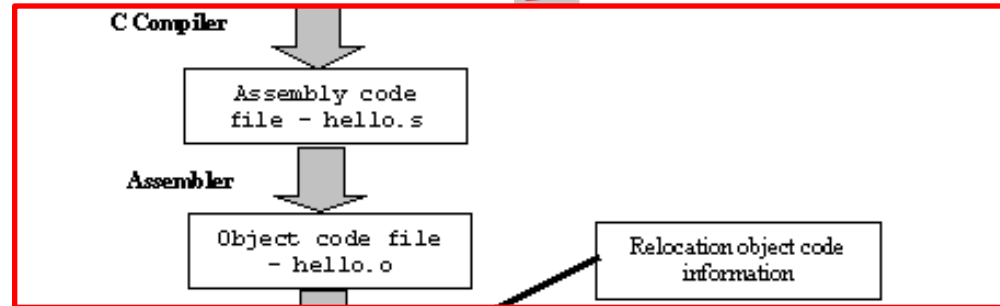 C Compiler
Assembly code
file - hello.s
Assembler
Object code file
- hello.o
Relocation object code
information